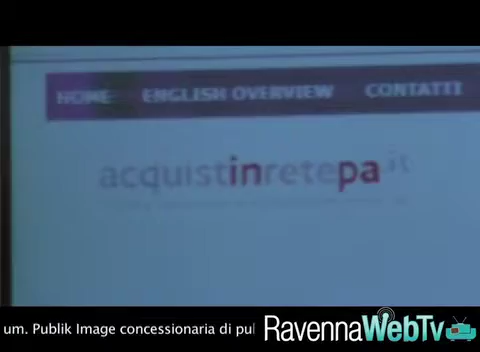 HOME ENGLISH OVERVIEW CONTATTI
acquistinretepa.it
um. Publik Image concessionaria di pul
RavennaWebTv